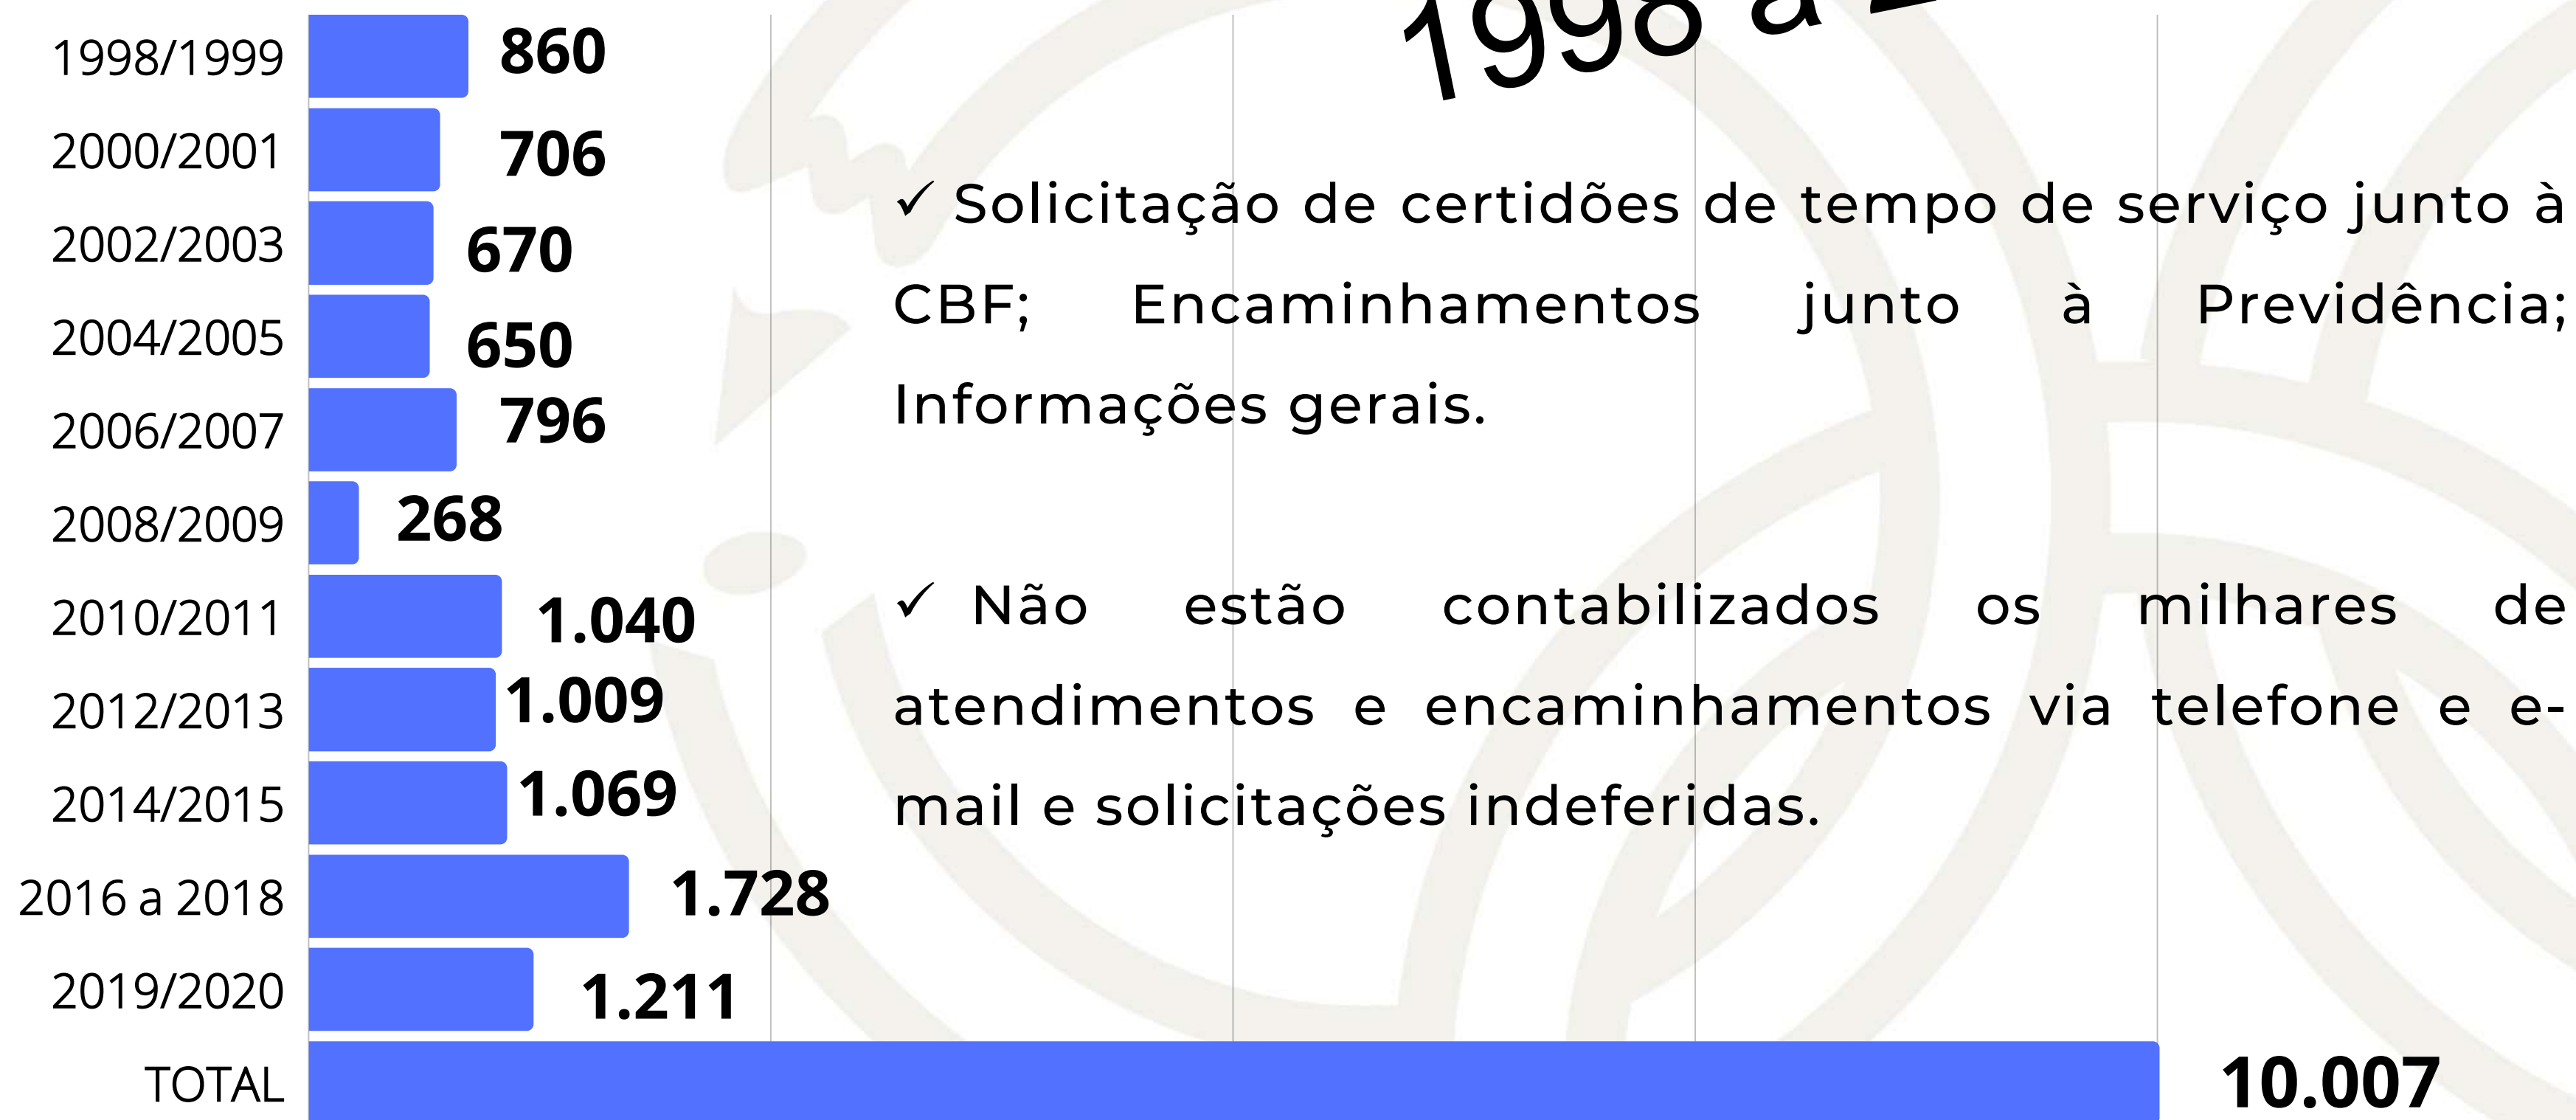 1998 a
1998/1999 860
2000/2001 706
2002/2003 670
2004/2005 650
2006/2007 796
2008/2009 268
2010/2011 1.040
2012/2013 1.009
2014/2015 1.069
2016 a 2018 1.728
2019/2020 1.211
TOTAL 10.007
✓ Solicitação de certidões de tempo de serviço junto à
CBF; Encaminhamentos junto à Previdência;
Informações gerais.
✓ Não estão contabilizados os milhares de
atendimentos e encaminhamentos via telefone e e-
mail e solicitações indeferidas.